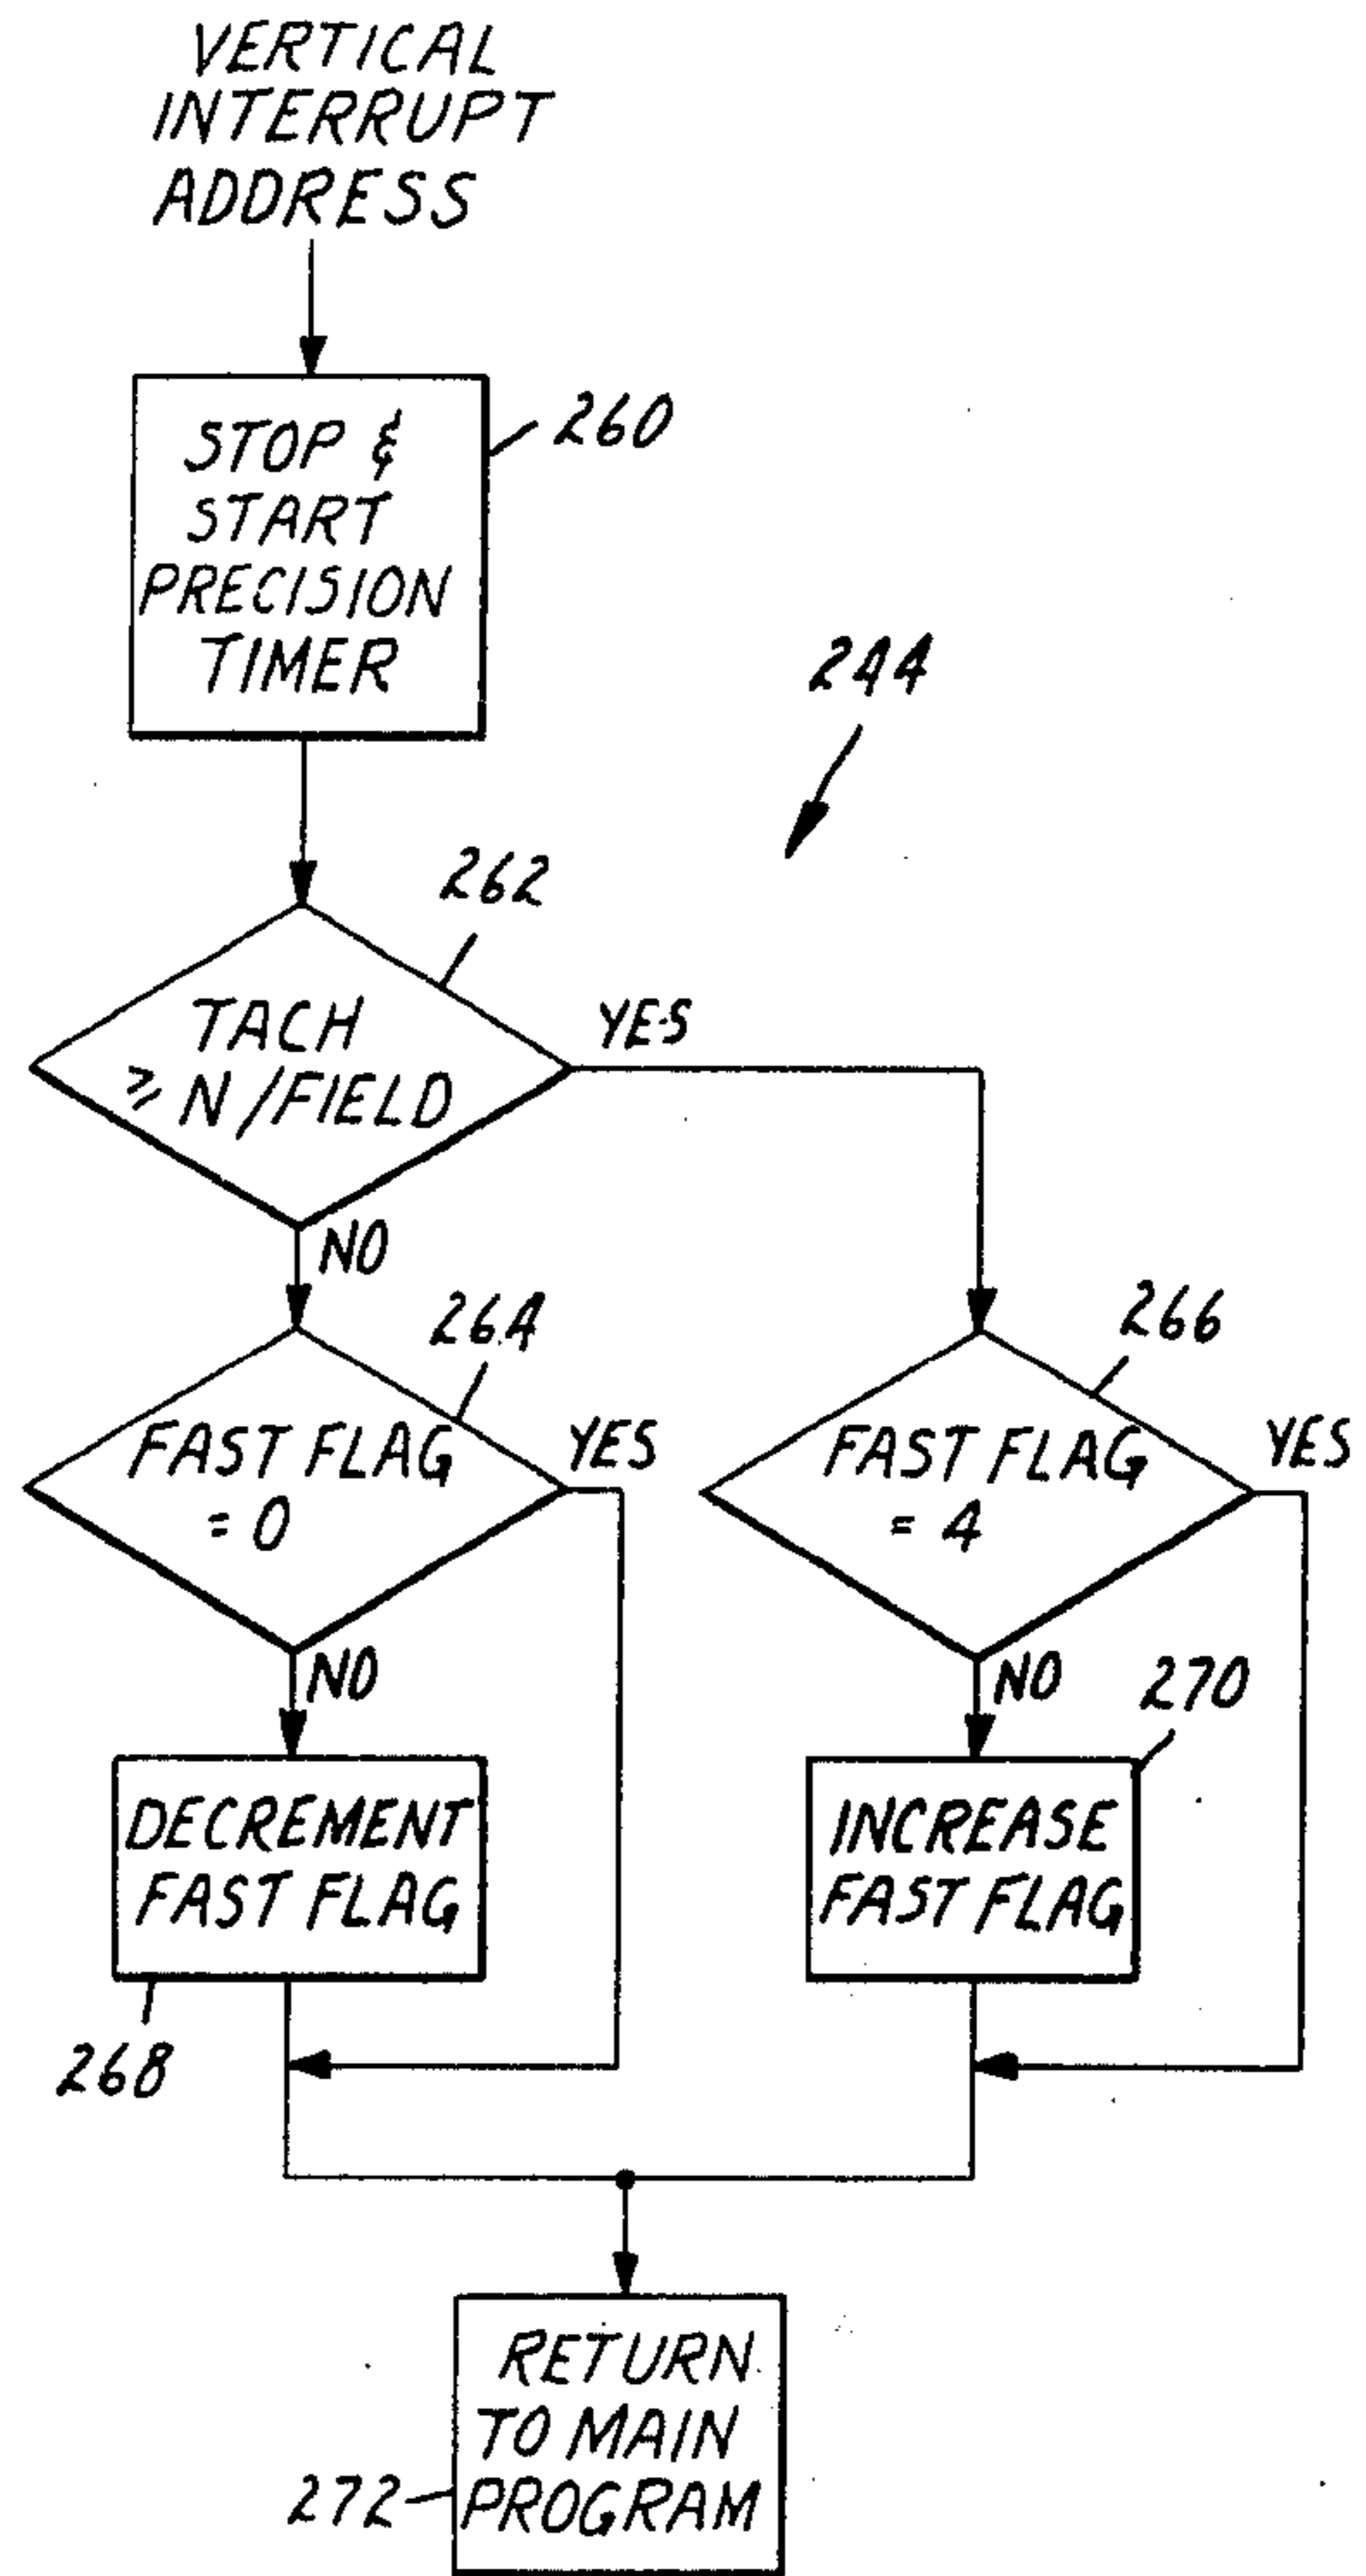 VERTICAL
INTERRUPT
ADDRESS
STOP &
START
PRECISION
TIMER
260
244
262
TACH
≥ N/FIELD
YES
NO
264
266
FAST FLAG
= 0
YES
FAST FLAG
= 4
YES
NO
NO
270
DECREMENT
FAST FLAG
INCREASE
FAST FLAG
268
RETURN
TO MAIN
PROGRAM
272